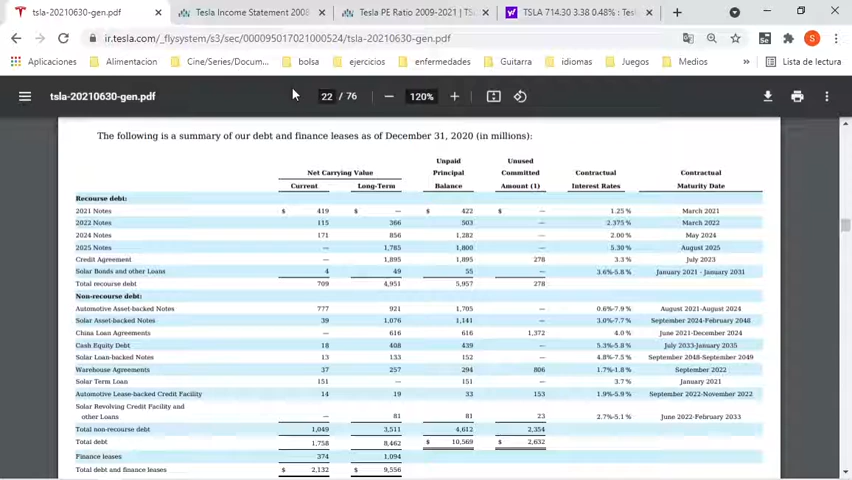 tsla-20210630-gen.pdf
Tesla Income Statement 2008
Tesla PE Ratio 2009-2021 | TSL
TSLA 714.30 3.38 0.48% : Tesl
ir.tesla.com/_flysystem/s3/sec/000095017021000524/tsla-20210630-gen.pdf
Aplicaciones Alimentacion Cine/Series/Docum... bolsa ejercicios enfermedades Guitarra idiomas Juegos Medios » Lista de lectura
tsla-20210630-gen.pdf 22 / 76 − 120% +
The following is a summary of our debt and finance leases as of December 31, 2020 (in millions):
Unpaid Unused
Net Carrying Value Principal Committed Contractual Contractual
Current Long-Term Balance Amount (1) Interest Rates Maturity Date
Recourse debt:
2021 Notes $ 419 $ — $ 422 $ — 1.25 % March 2021
2022 Notes 115 366 503 — 2.375 % March 2022
2024 Notes 171 856 1,282 — 2.00 % May 2024
2025 Notes — 1,785 1,800 — 5.30 % August 2025
Credit Agreement — 1,895 1,895 278 3.3 % July 2023
Solar Bonds and other Loans 4 49 55 — 3.6%-5.8 % January 2021 - January 2031
Total recourse debt 709 4,951 5,957 278
Non-recourse debt:
Automotive Asset-backed Notes 777 921 1,705 — 0.6%-7.9 % August 2021-August 2024
Solar Asset-backed Notes 39 1,076 1,141 — 3.0%-7.7 % September 2024-February 2048
China Loan Agreements — 616 616 1,372 4.0 % June 2021-December 2024
Cash Equity Debt 18 408 439 — 5.3%-5.8 % July 2033-January 2035
Solar Loan-backed Notes 13 133 152 — 4.8%-7.5 % September 2048-September 2049
Warehouse Agreements 37 257 294 806 1.7%-1.8 % September 2022
Solar Term Loan 151 — 151 — 3.7 % January 2021
Automotive Lease-backed Credit Facility 14 19 33 153 1.9%-5.9 % September 2022-November 2022
Solar Revolving Credit Facility and
other Loans — 81 81 23 2.7%-5.1 % June 2022-February 2033
Total non-recourse debt 1,049 3,511 4,612 2,354
Total debt 1,758 8,462 $ 10,569 $ 2,632
Finance leases 374 1,094
Total debt and finance leases $ 2,132 $ 9,556